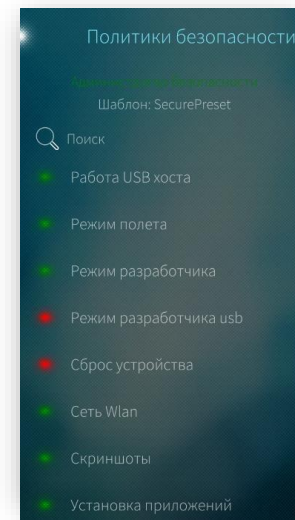 Политики безопасности
Шаблон: SecurePreset
Поиск
Работа USB хоста
Режим полета
Режим разработчика
Режим разработчика usb
Сброс устройства
Сеть Wlan
Скриншоты
Установка приложений